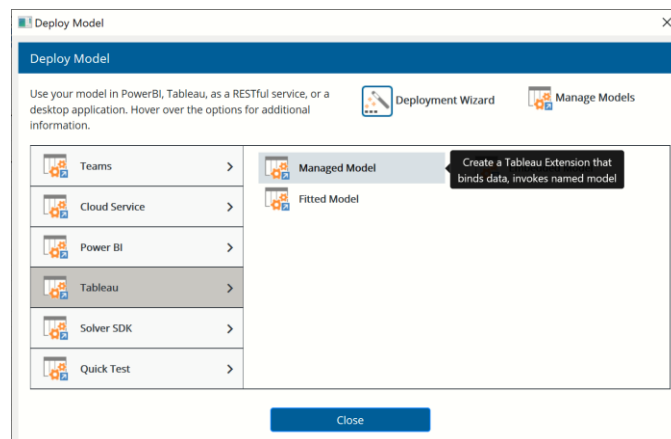 Deploy Model
Deploy Model
Use your model in PowerBI, Tableau, as a RESTful service, or a
desktop application. Hover over the options for additional
information.
Deployment Wizard
Manage Models
Teams
Cloud Service
Power BI
Tableau
Solver SDK
Quick Test
Managed Model
Create a Tableau Extension that
binds data, invokes named model
Fitted Model
Close